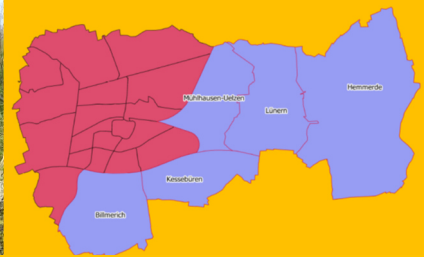 Hemmerde
Mühlhausen-Uelzen
Lünern
Kessebüren
Billmerich